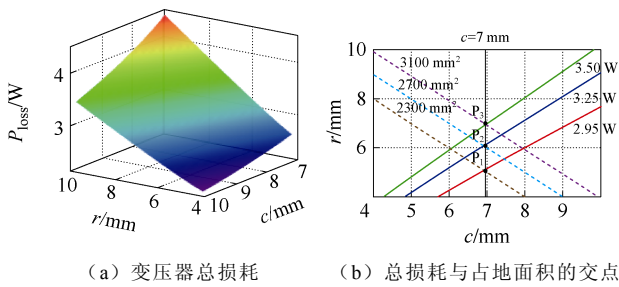 4
3
P_loss/W
10
8
6
4
r/mm
10
9
8
7
c/mm
(a) 变压器总损耗
c=7 mm
10
8
6
r/mm
3100 mm²
2700 mm²
2300 mm²
P₃
P₂
P₁
3.50 W
3.25 W
2.95 W
4
5
6
7
8
9
c/mm
(b) 总损耗与占地面积的交点